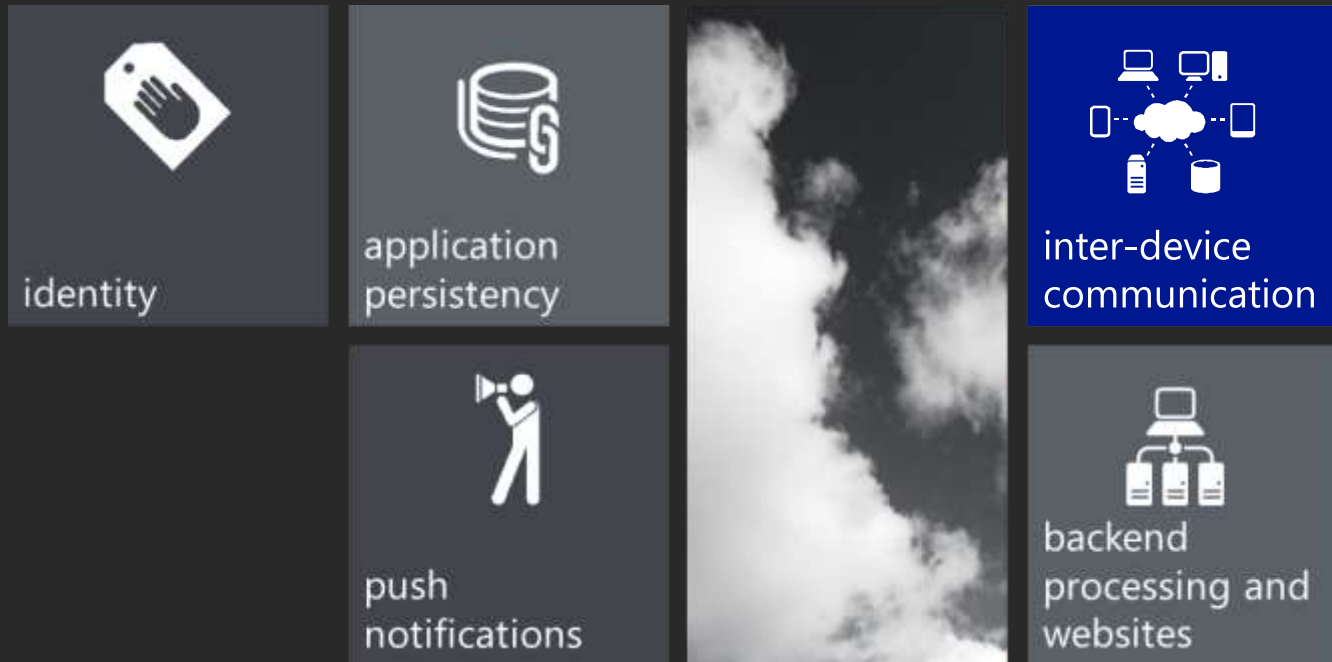 identity
application
persistency
inter-device
communication
push
notifications
backend
processing and
websites